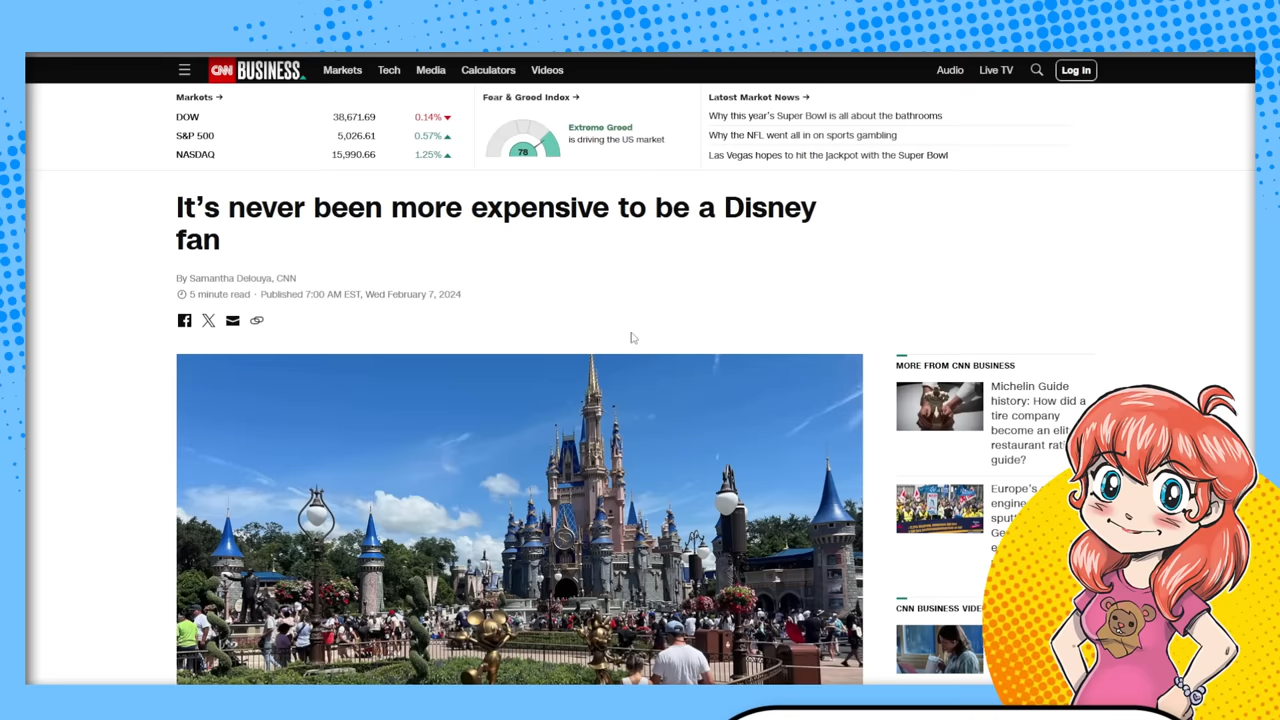 CNN BUSINESS Markets Tech Media Calculators Videos Audio Live TV Log In
Markets → Fear & Greed Index → Latest Market News →
DOW 38,671.69 0.14%
S&P 500 5,026.61 0.57%
NASDAQ 15,990.66 1.25%
78
Extreme Greed
is driving the US market
Why this year's Super Bowl is all about the bathrooms
Why the NFL went all in on sports gambling
Las Vegas hopes to hit the jackpot with the Super Bowl
It's never been more expensive to be a Disney
fan
By Samantha Delouya, CNN
5 minute read · Published 7:00 AM EST, Wed February 7, 2024
MORE FROM CNN BUSINESS
Michelin Guide
history: How did a
tire company
become an
restaurant
guide?
Europe's
CNN BUSINESS